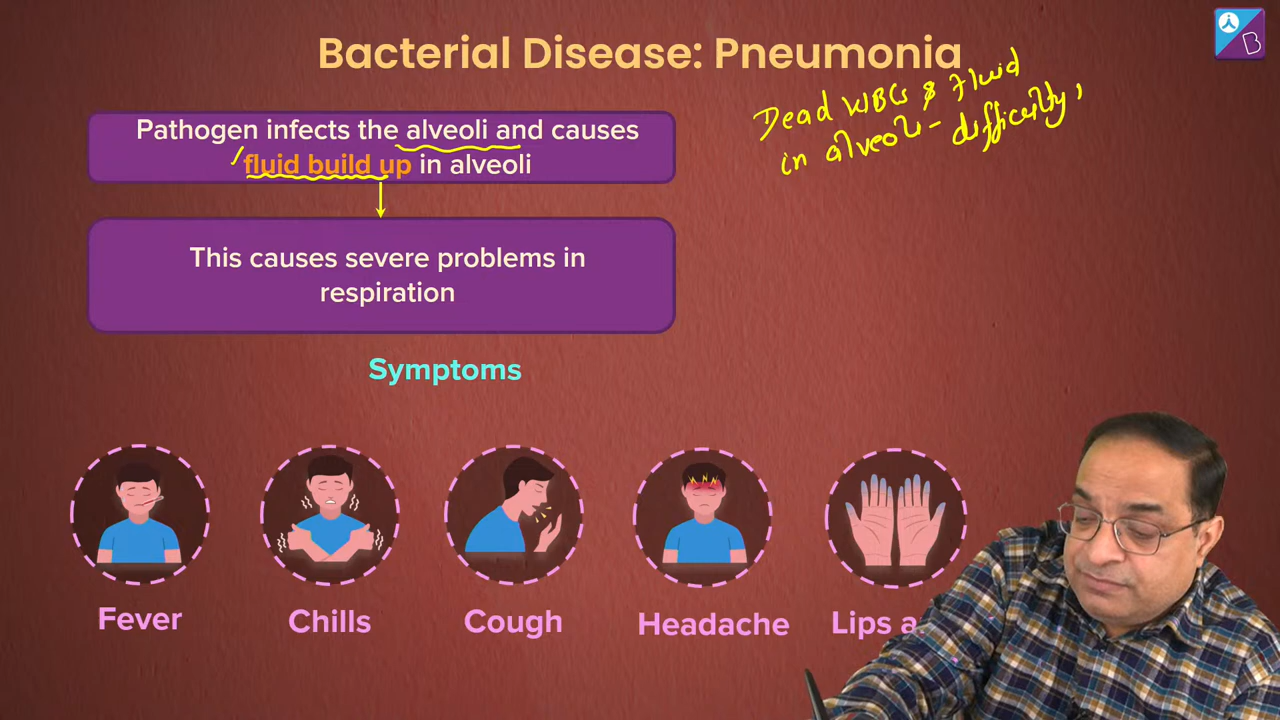 Bacterial Disease: Pneumonia
Pathogen infects the alveoli and causes
fluid build up in alveoli
Dead WBCs & Fluid
in alveoli - difficulty,
This causes severe problems in
respiration
Symptoms
Fever
Chills
Cough
Headache
Lips
B